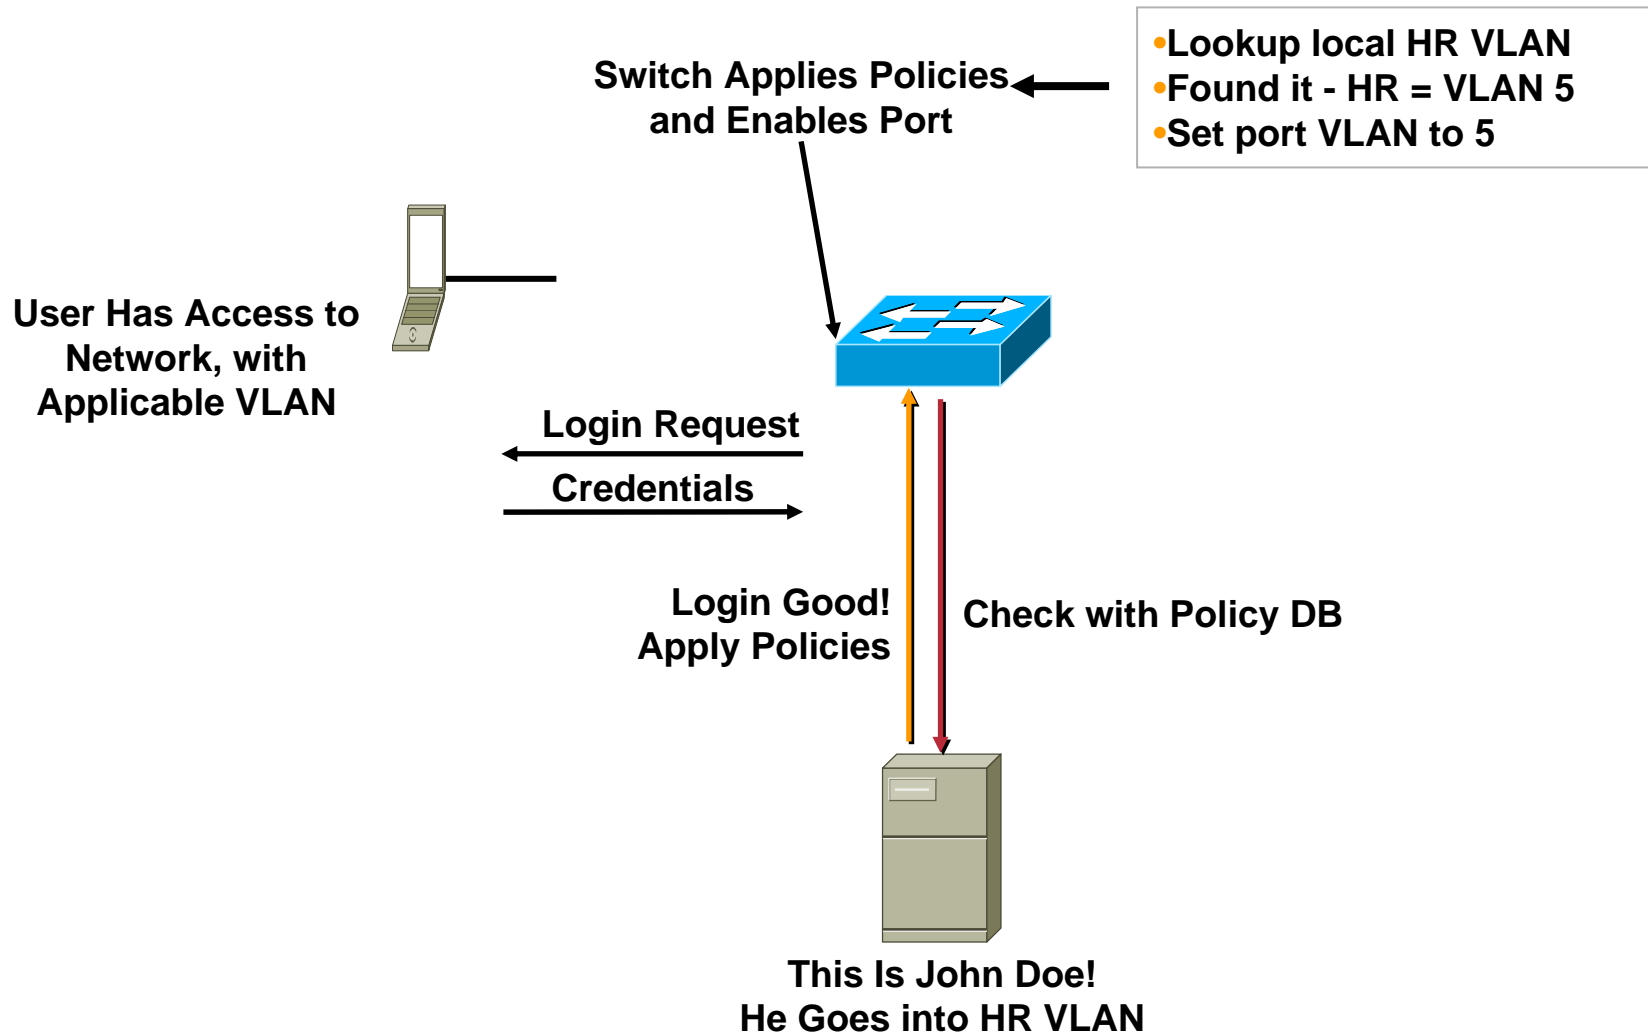 Switch Applies Policies
and Enables Port
•Lookup local HR VLAN
•Found it - HR = VLAN 5
•Set port VLAN to 5
User Has Access to
Network, with
Applicable VLAN
Login Request
Credentials
Login Good!
Apply Policies
Check with Policy DB
This Is John Doe!
He Goes into HR VLAN